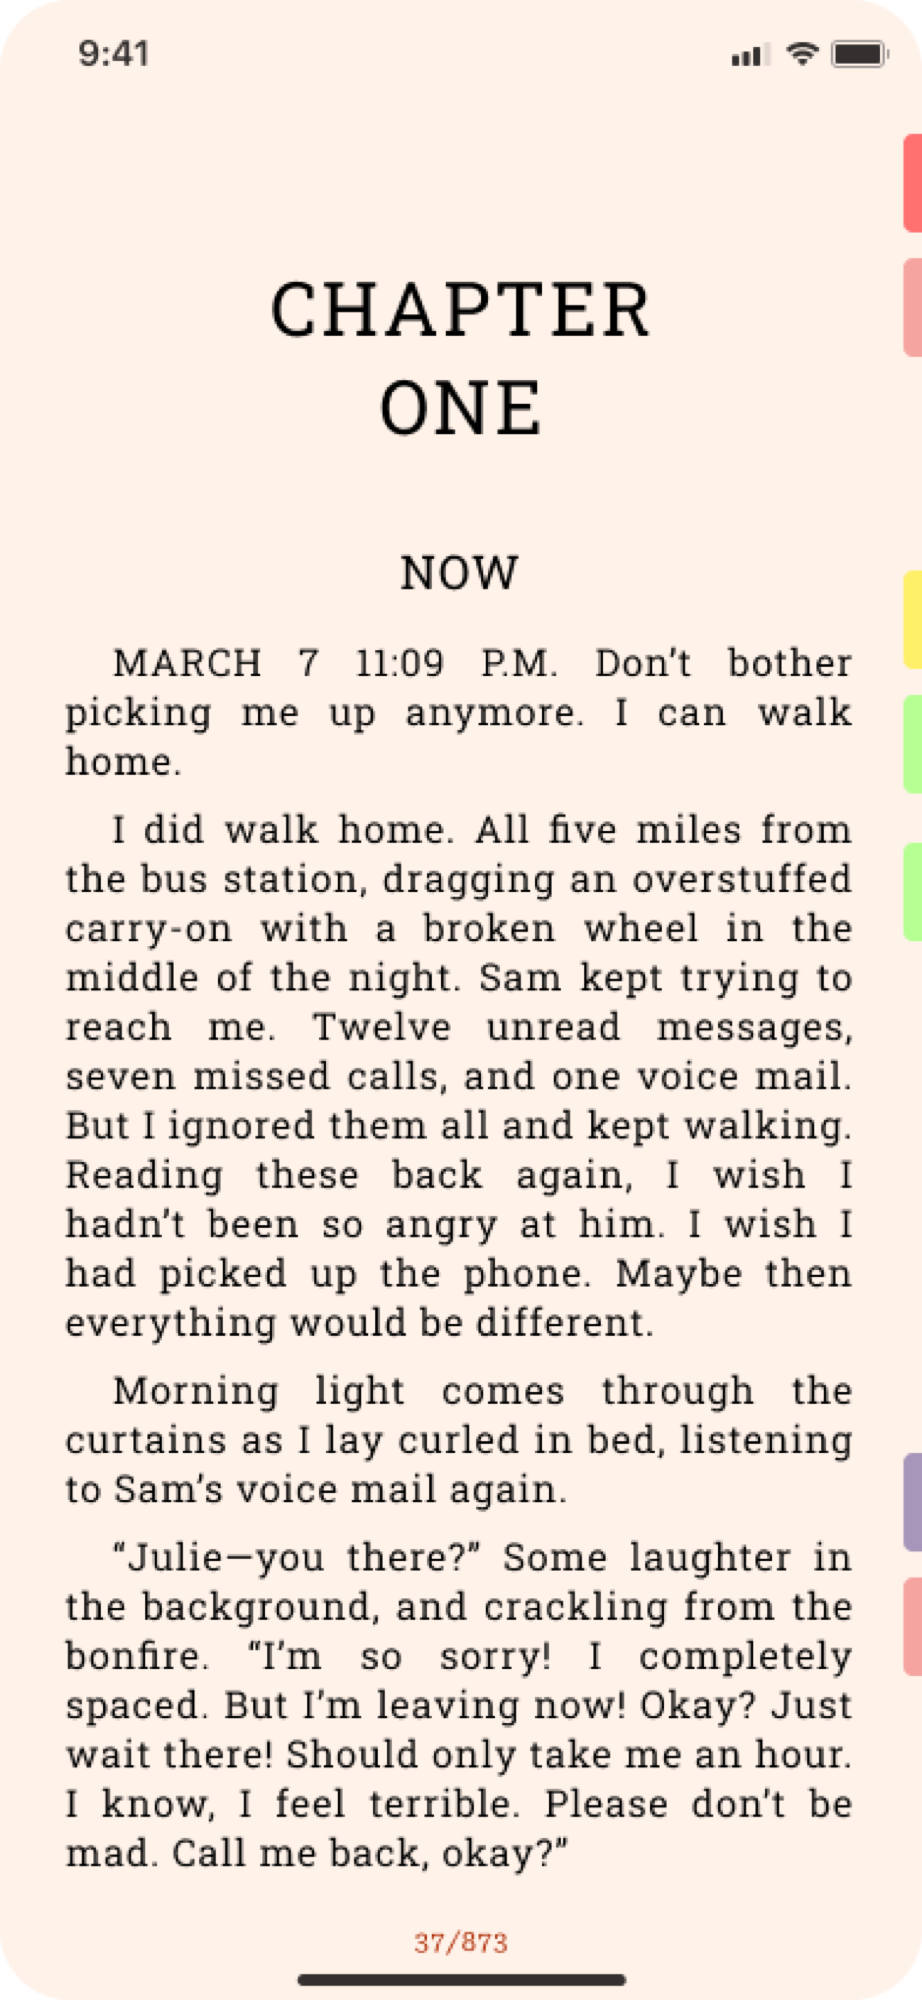 9:41
CHAPTER
ONE
NOW
MARCH 7 11:09 P.M. Don’t bother
picking me up anymore. I can walk
home.
I did walk home. All five miles from
the bus station, dragging an overstuffed
carry-on with a broken wheel in the
middle of the night. Sam kept trying to
reach me. Twelve unread messages,
seven missed calls, and one voice mail.
But I ignored them all and kept walking.
Reading these back again, I wish I
hadn’t been so angry at him. I wish I
had picked up the phone. Maybe then
everything would be different.
Morning light comes through the
curtains as I lay curled in bed, listening
to Sam’s voice mail again.
“Julie—you there?” Some laughter in
the background, and crackling from the
bonfire. “I’m so sorry! I completely
spaced. But I’m leaving now! Okay? Just
wait there! Should only take me an hour.
I know, I feel terrible. Please don’t be
mad. Call me back, okay?”
37/873